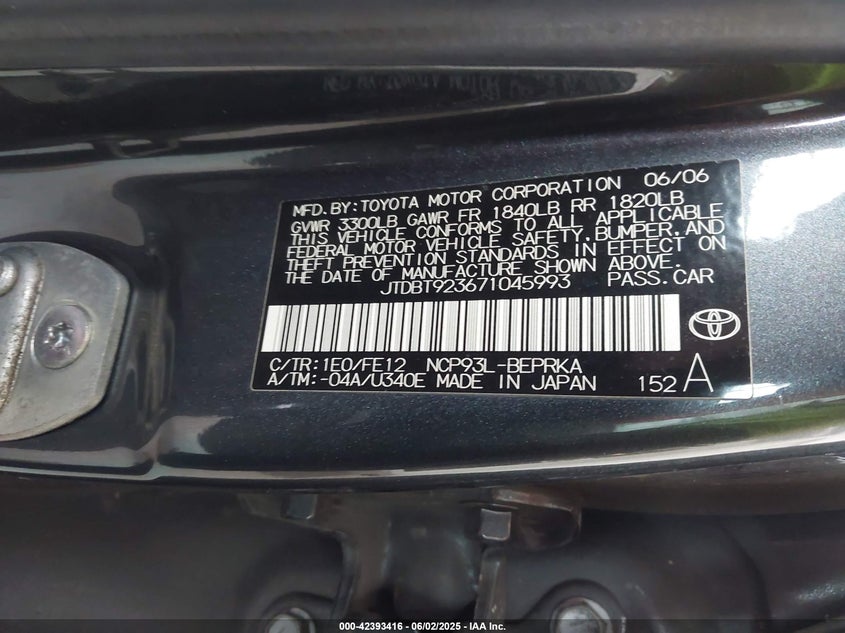 MFD. BY: TOYOTA MOTOR CORPORATION 06/06
GVWR 3300LB GAWR FR 1840LB RR 1820LB
THIS VEHICLE CONFORMS TO ALL APPLICABLE
FEDERAL MOTOR VEHICLE SAFETY, BUMPER, AND
THEFT PREVENTION STANDARDS IN EFFECT ON
THE DATE OF MANUFACTURE SHOWN ABOVE.
JTDBT923671045993 PASS. CAR
C/TR: 1E0/FE12 NCP93L-BEPRKA
A/TM: -04A/U340E MADE IN JAPAN 152 A
000-42393416 - 06/02/2025 - IAA Inc.